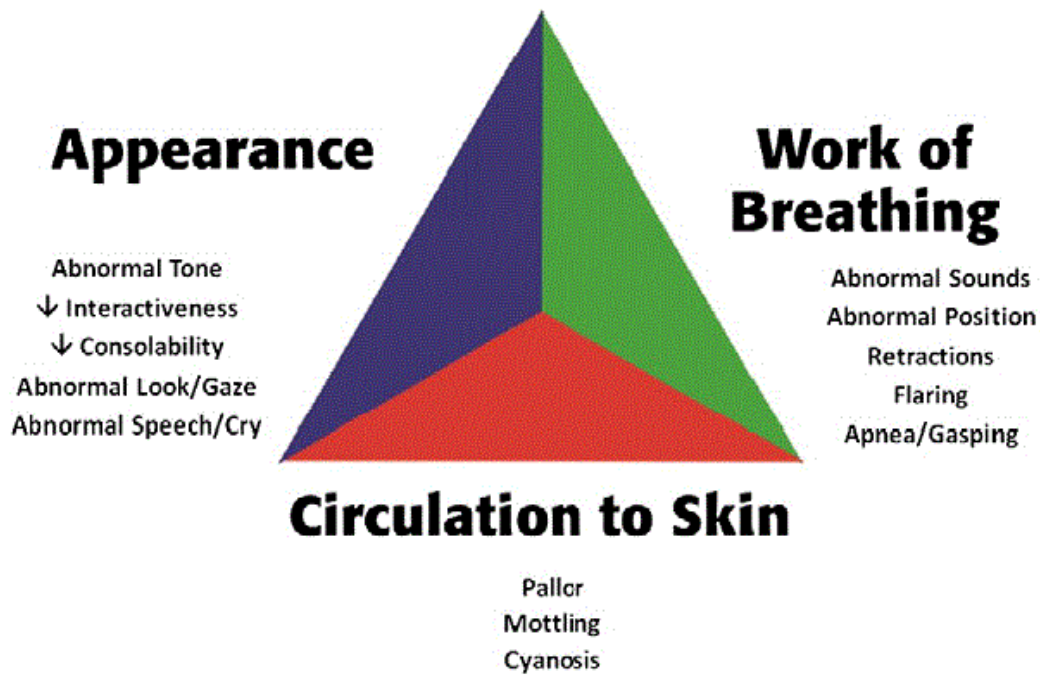 Appearance
Abnormal Tone
↓ Interactiveness
↓ Consolability
Abnormal Look/Gaze
Abnormal Speech/Cry
Work of
Breathing
Abnormal Sounds
Abnormal Position
Retractions
Flaring
Apnea/Gasping
Circulation to Skin
Pallor
Mottling
Cyanosis